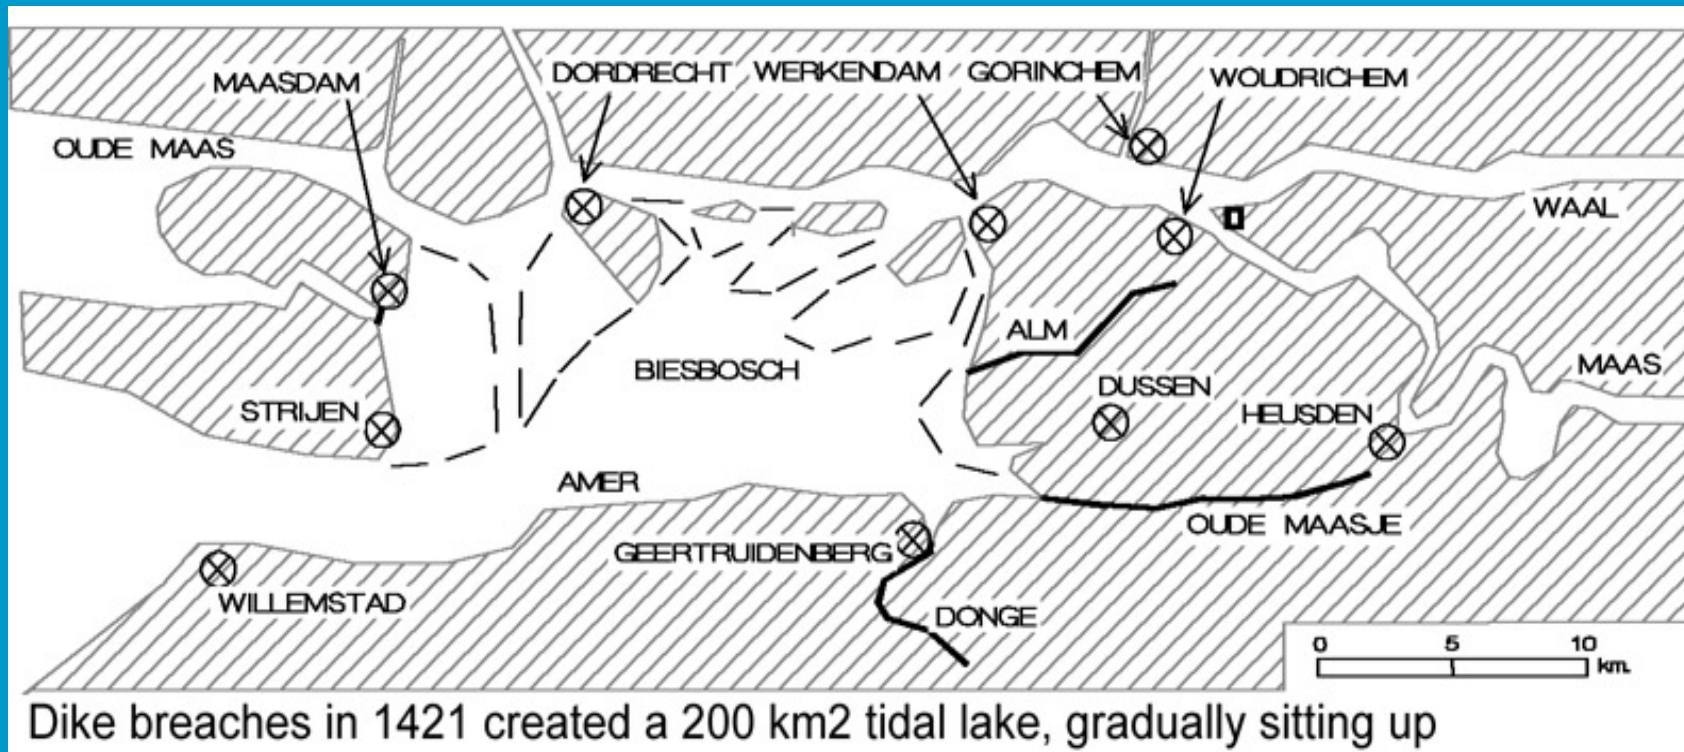 MAASDAM
DORDRECHT
WERKENDAM
GORINCHEM
WOUDRICHEM
OUDE MAAS
WAAL
ALM
BIESBOSCH
MAAS
DUSSEN
STRIJEN
HEUSDEN
AMER
OUDE MAASJE
GEERTRUIDENBERG
WILLEMSTAD
DONGE
0 5 10
km.
Dike breaches in 1421 created a 200 km2 tidal lake, gradually sitting up